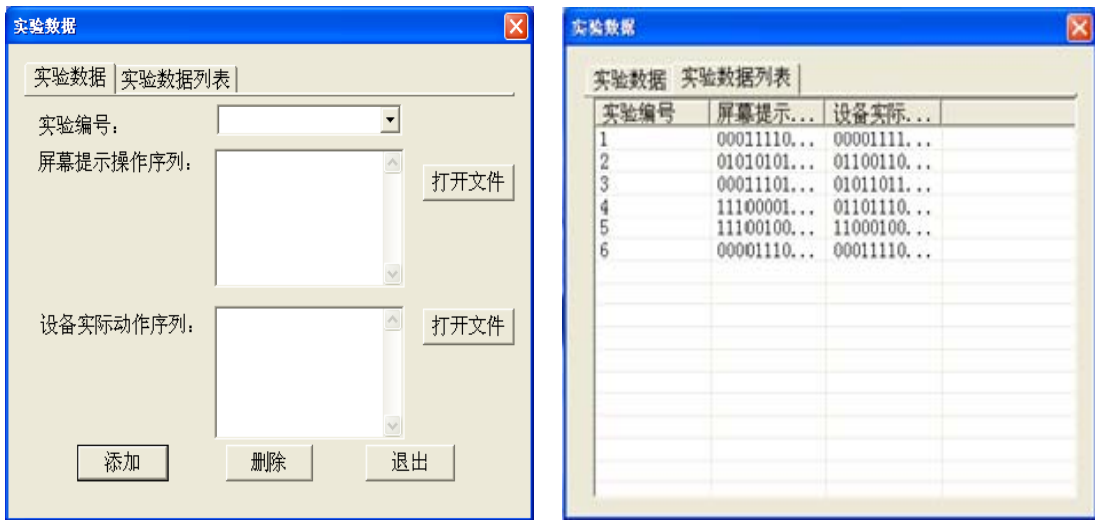 实验数据
实验数据 实验数据列表
实验编号：
屏幕提示操作序列：
打开文件
设备实际动作序列：
打开文件
添加 删除 退出
实验数据
实验数据 实验数据列表
实验编号 屏幕提示... 设备实际...
1 00011110... 00001111...
2 01010101... 01100110...
3 00011101... 01011011...
4 11100001... 01101110...
5 11100100... 11000100...
6 00001110... 00011110...